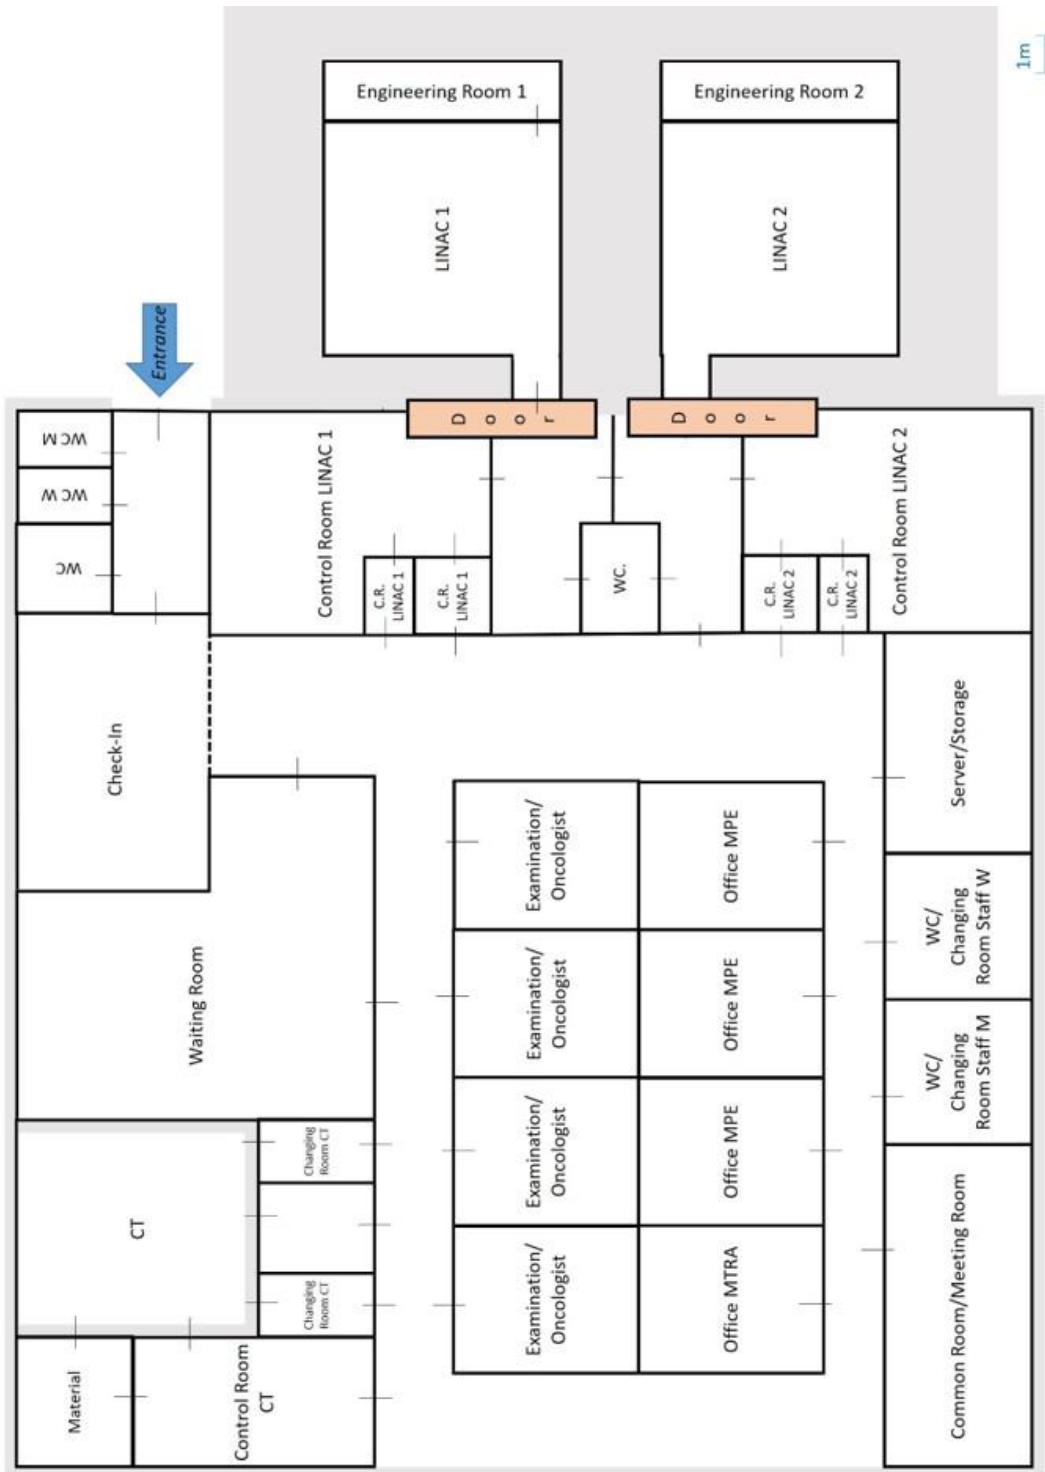 1m
Engineering Room 1
Engineering Room 2
LINAC 1
LINAC 2
Entrance
Door
Door
WC M
WC W
WC
Control Room LINAC 1
C.R.
LINAC 1
C.R.
LINAC 1
WC.
C.R.
LINAC 2
C.R.
LINAC 2
Control Room LINAC 2
Check-In
Waiting Room
Server/Storage
Examination/
Oncologist
Office MPE
WC/
Changing
Room Staff W
Examination/
Oncologist
Office MPE
WC/
Changing
Room Staff M
Examination/
Oncologist
Office MPE
Changing
Room CT
CT
Changing
Room CT
Examination/
Oncologist
Office MTRA
Common Room/Meeting Room
Material
Control Room
CT